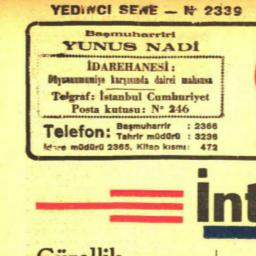 YEDİNCİ SENE — № 2339
Başmuharriri
YUNUS NADİ
İDAREHANESİ :
Düyunuumumiye karşısında dairei mahsusa
Telgraf: İstanbul Cumhuriyet
Posta kutusu: Nº 246
Telefon: Başmuharrir : 2366
Tahrir müdürü : 3236
İdare müdürü 2365, Kitap kısmı 472
İnt
Güzellik